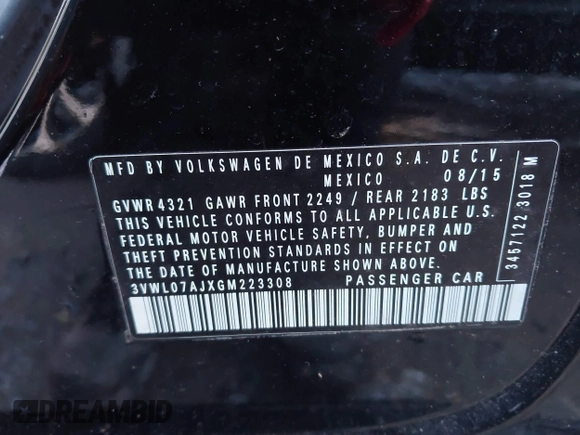 MFD BY VOLKSWAGEN DE MEXICO S.A. DE C.V.
MEXICO 08/15
GVWR 4321 GAWR FRONT 2249 / REAR 2183 LBS
THIS VEHICLE CONFORMS TO ALL APPLICABLE U.S.
FEDERAL MOTOR VEHICLE SAFETY, BUMPER AND
THEFT PREVENTION STANDARDS IN EFFECT ON
THE DATE OF MANUFACTURE SHOWN ABOVE.
3VWL07AJXGM223308 PASSENGER CAR
3457122 3018 M
DREAMBID